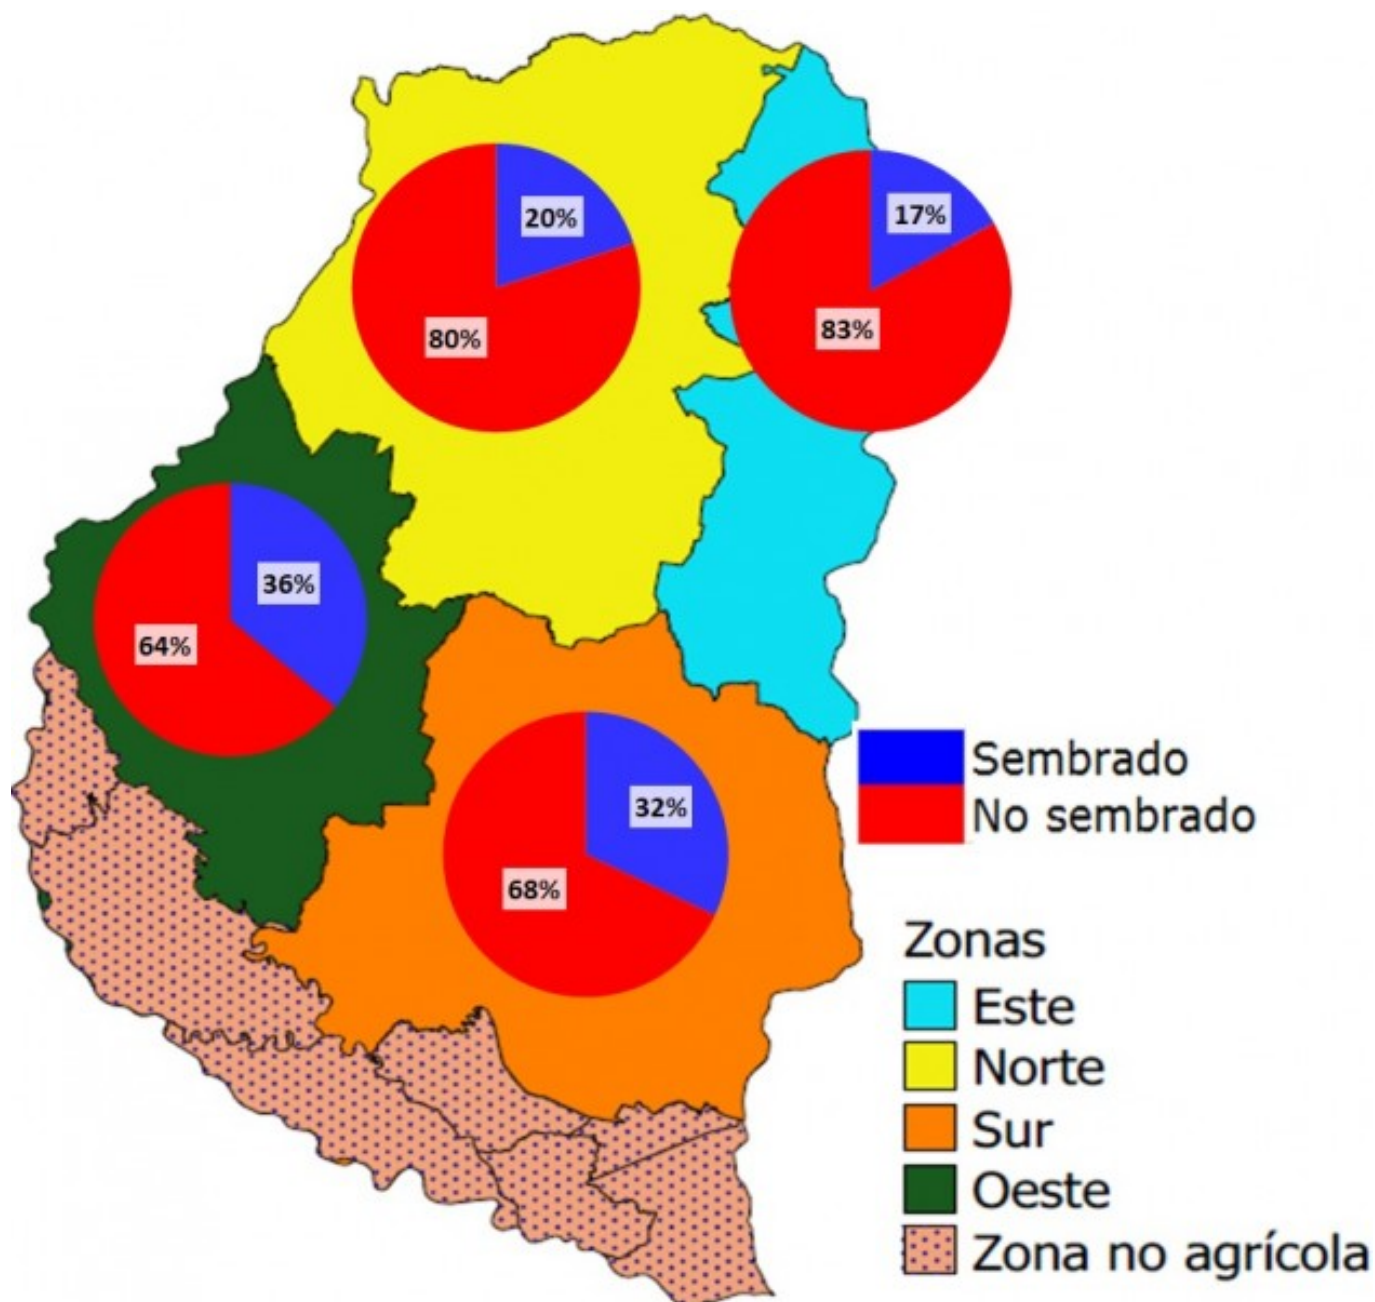 20%
80%
17%
83%
36%
64%
32%
68%
Sembrado
No sembrado
Zonas
Este
Norte
Sur
Oeste
Zona no agrícola